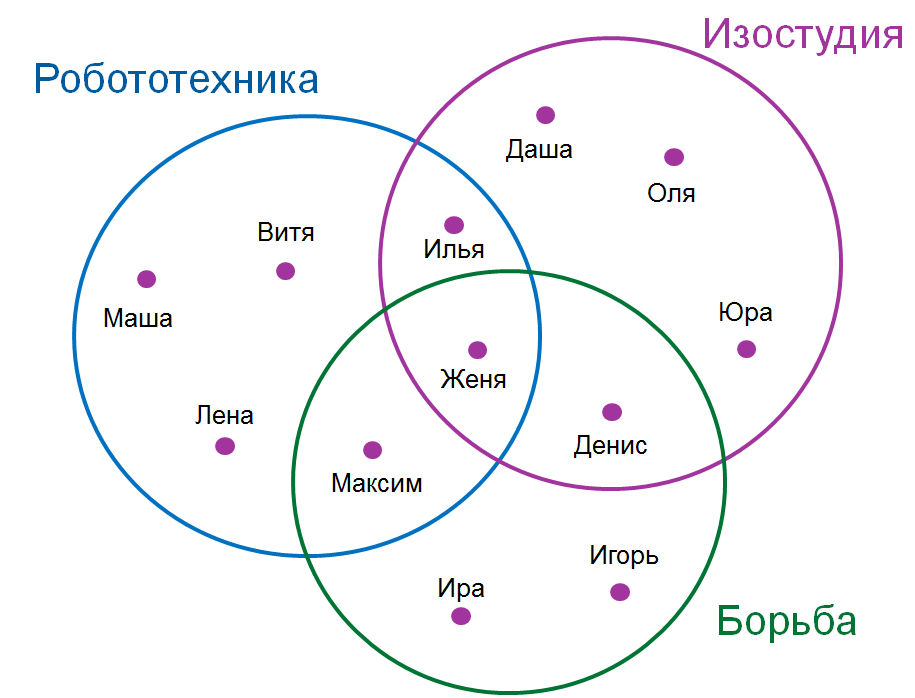 Изостудия
Робототехника
Даша
Оля
Витя
Илья
Маша
Юра
Женя
Лена
Денис
Максим
Игорь
Ира
Борьба